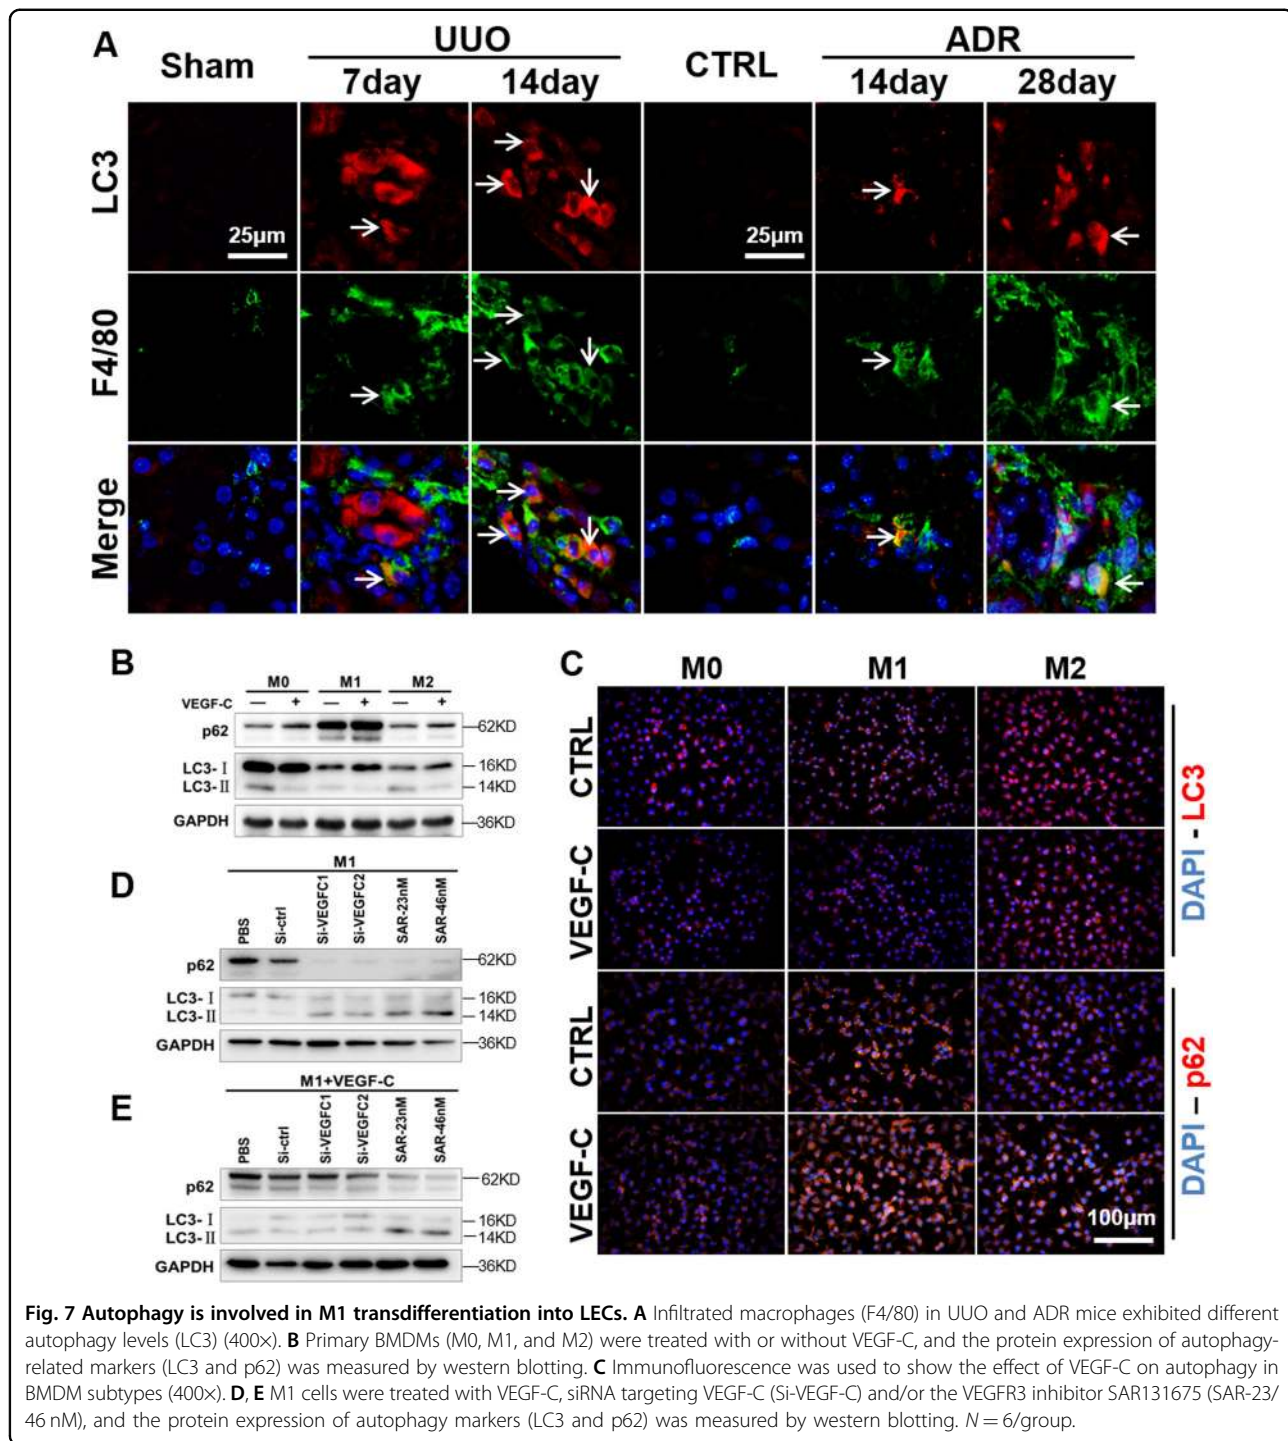 A
UUO
ADR
Sham
CTRL
7day
14day
14day
28day
LC3
25μm
25μm
F4/80
Merge
B
M0 M1 M2
VEGF-C — + — + — +
p62
62KD
LC3- Ⅰ
16KD
LC3- Ⅱ
14KD
GAPDH
36KD
C
M0 M1 M2
CTRL
VEGF-C
DAPI - LC3
CTRL
VEGF-C
DAPI – p62
100μm
D
M1
PBS
Si-ctrl
Si-VEGFC1
Si-VEGFC2
SAR-23nM
SAR-46nM
p62
62KD
LC3- Ⅰ
16KD
LC3- Ⅱ
14KD
GAPDH
36KD
E
M1+VEGF-C
PBS
Si-ctrl
Si-VEGFC1
Si-VEGFC2
SAR-23nM
SAR-46nM
p62
62KD
LC3- Ⅰ
16KD
LC3- Ⅱ
14KD
GAPDH
36KD
Fig. 7 Autophagy is involved in M1 transdifferentiation into LECs. A Infiltrated macrophages (F4/80) in UUO and ADR mice exhibited different
autophagy levels (LC3) (400×). B Primary BMDMs (M0, M1, and M2) were treated with or without VEGF-C, and the protein expression of autophagy-
related markers (LC3 and p62) was measured by western blotting. C Immunofluorescence was used to show the effect of VEGF-C on autophagy in
BMDM subtypes (400×). D, E M1 cells were treated with VEGF-C, siRNA targeting VEGF-C (Si-VEGF-C) and/or the VEGFR3 inhibitor SAR131675 (SAR-23/
46 nM), and the protein expression of autophagy markers (LC3 and p62) was measured by western blotting. N = 6/group.